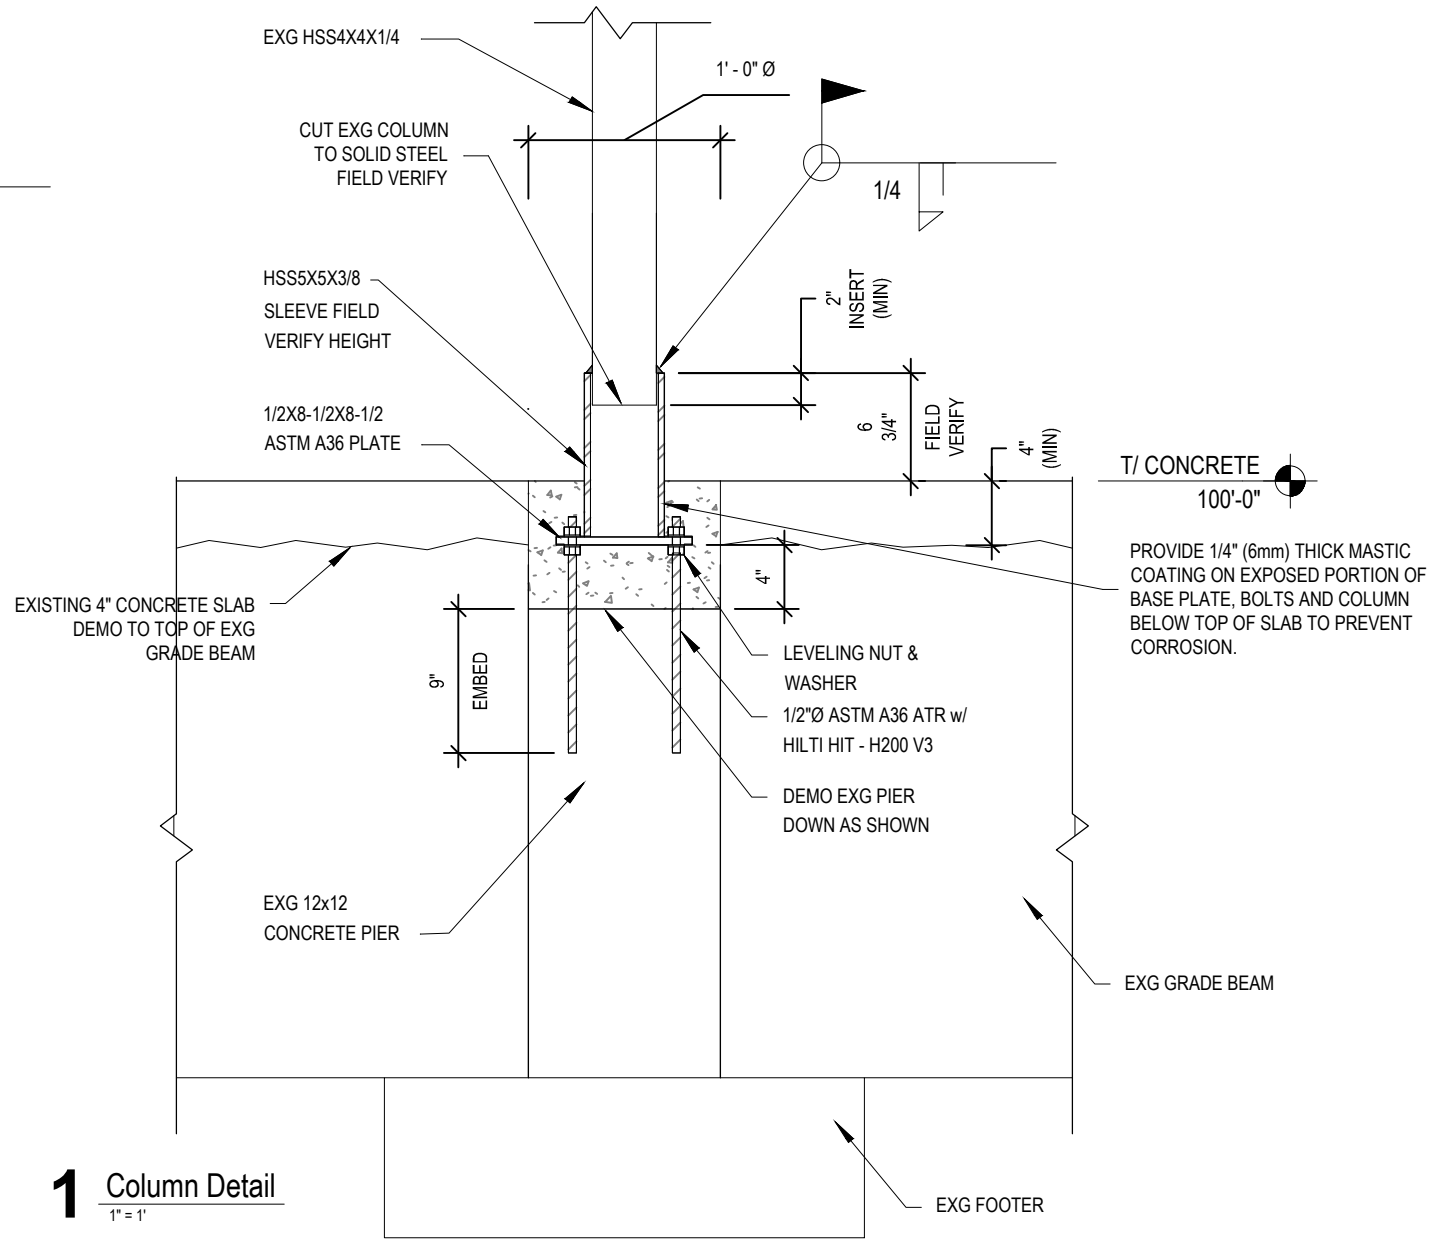 EXG HSS4X4X1/4
1' - 0" Ø
CUT EXG COLUMN
TO SOLID STEEL
FIELD VERIFY
1/4
HSS5X5X3/8
SLEEVE FIELD
VERIFY HEIGHT
2"
INSERT
(MIN)
1/2X8-1/2X8-1/2
ASTM A36 PLATE
6
3/4"
FIELD
VERIFY
4"
(MIN)
T/ CONCRETE
100'-0"
PROVIDE 1/4" (6mm) THICK MASTIC
COATING ON EXPOSED PORTION OF
BASE PLATE, BOLTS AND COLUMN
BELOW TOP OF SLAB TO PREVENT
CORROSION.
EXISTING 4" CONCRETE SLAB
DEMO TO TOP OF EXG
GRADE BEAM
4"
9"
EMBED
LEVELING NUT &
WASHER
1/2"Ø ASTM A36 ATR w/
HILTI HIT - H200 V3
DEMO EXG PIER
DOWN AS SHOWN
EXG 12x12
CONCRETE PIER
EXG GRADE BEAM
EXG FOOTER
1 Column Detail
1" = 1'